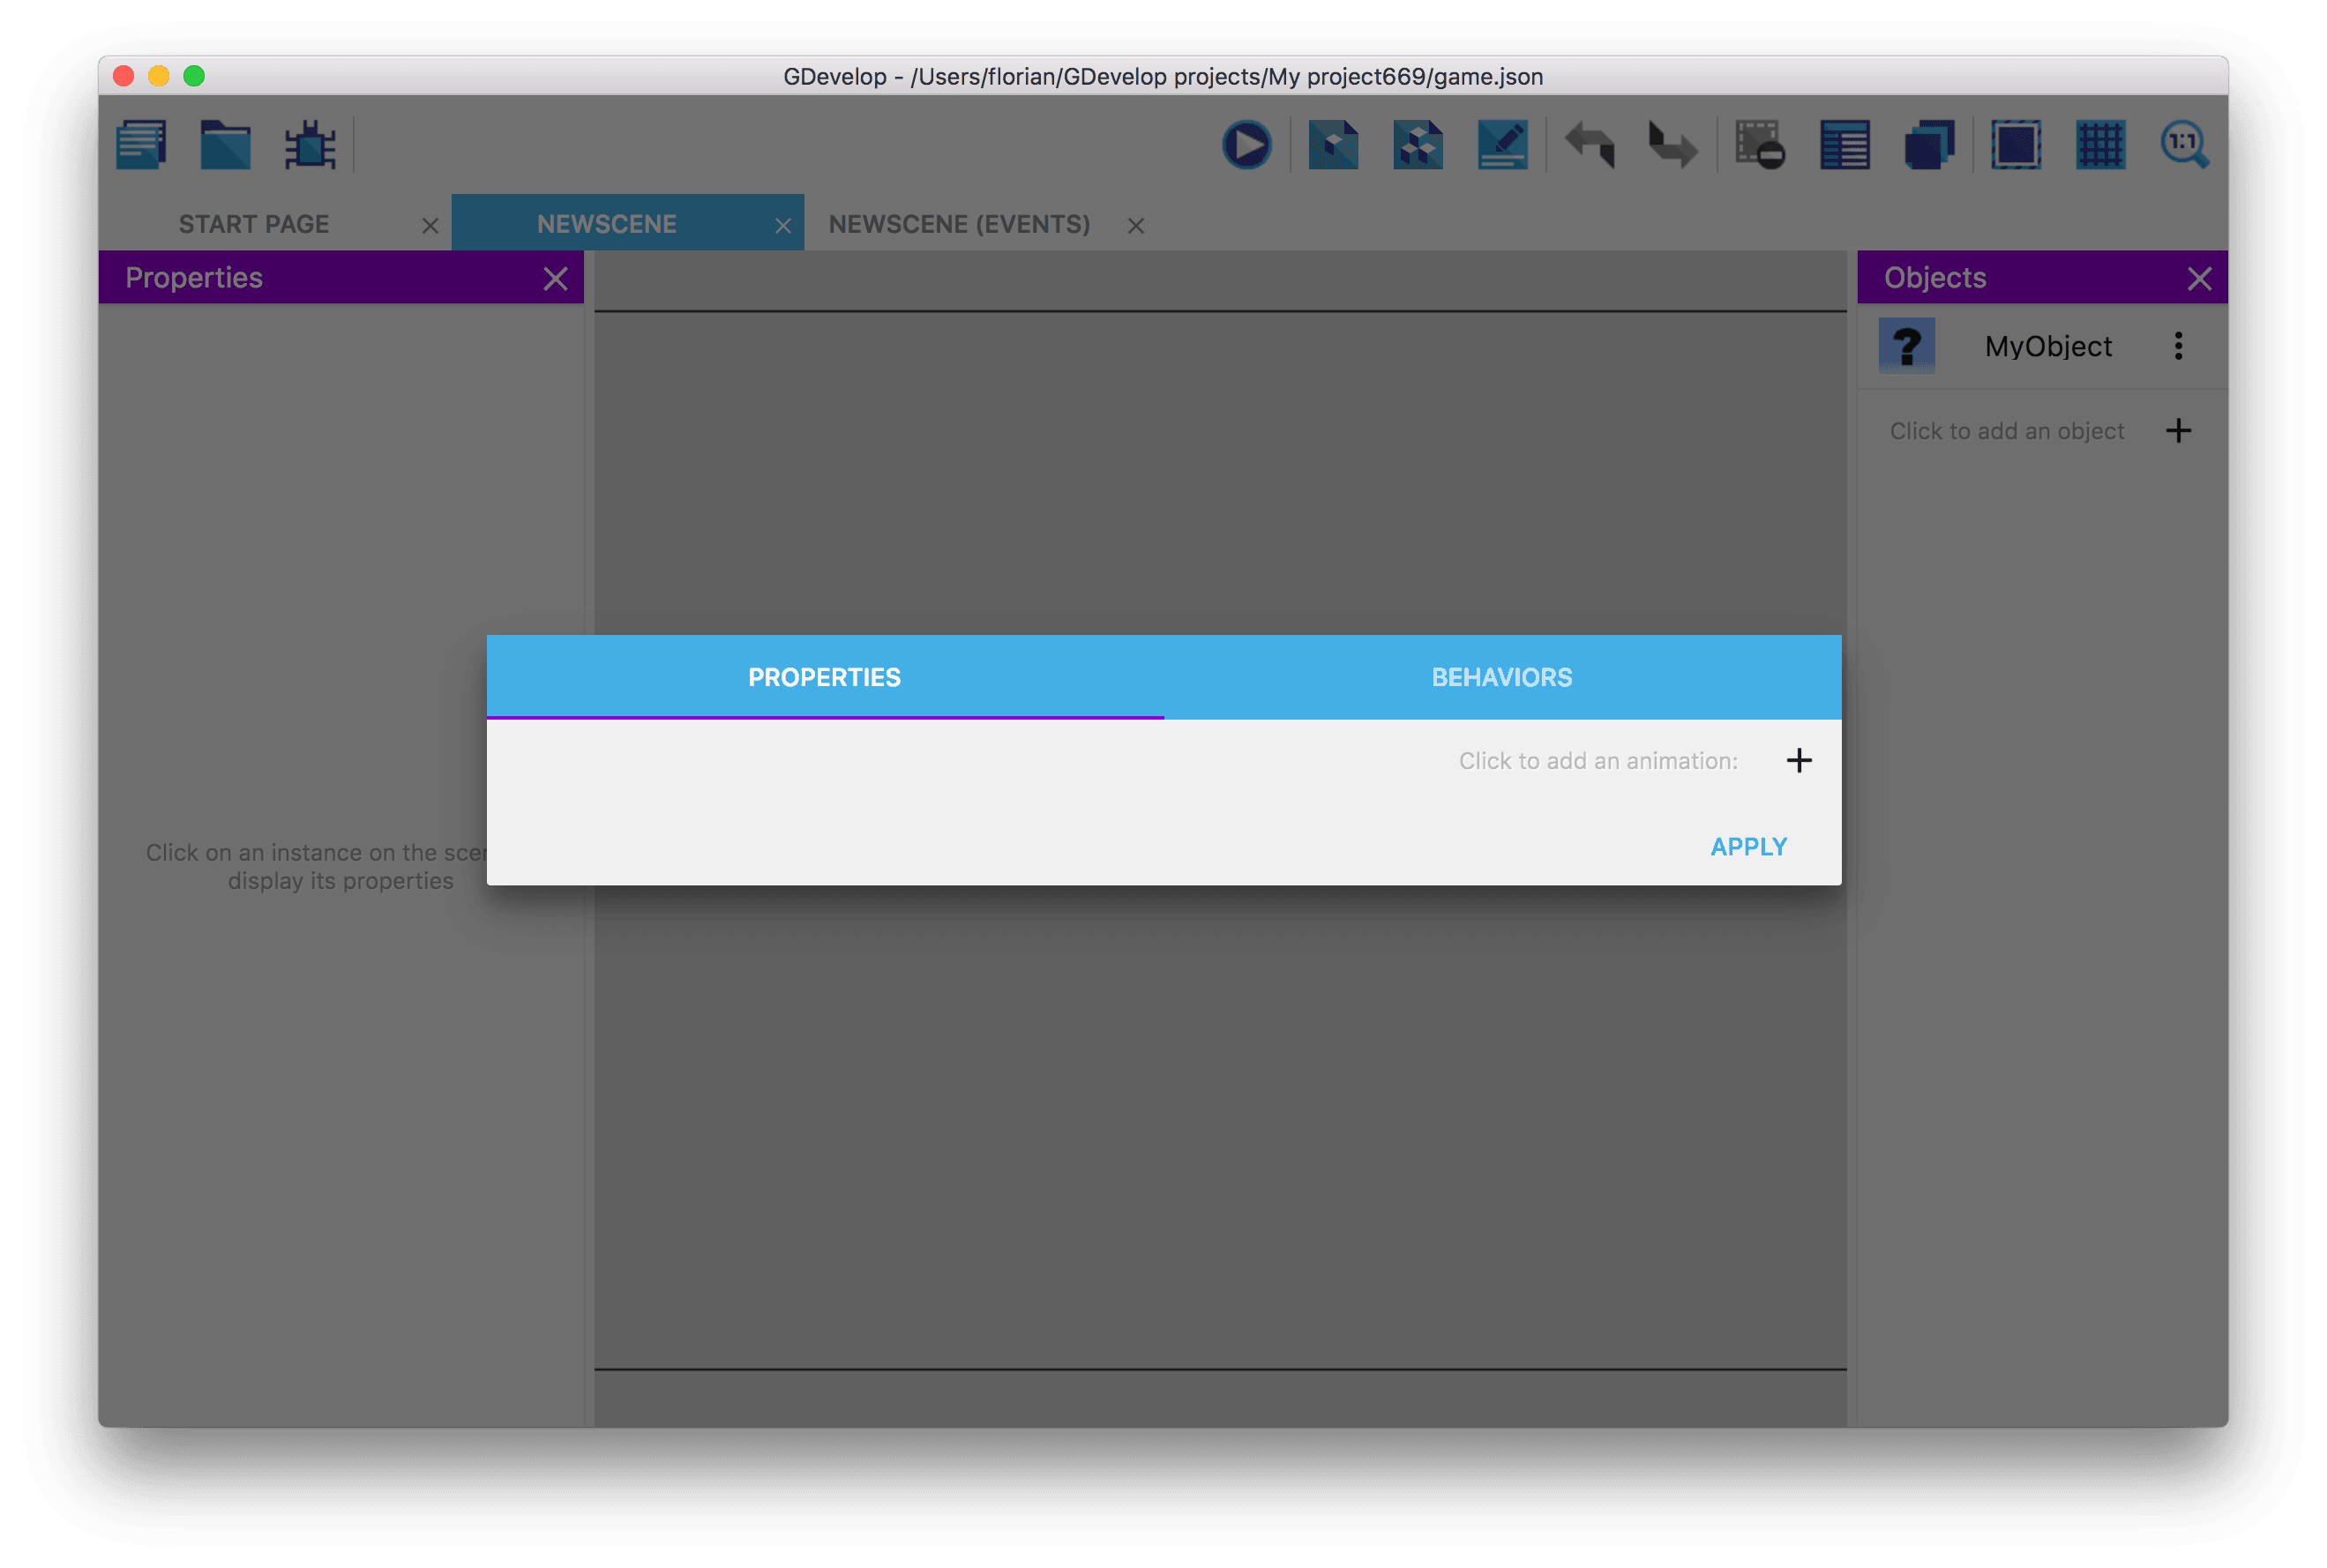 GDevelop - /Users/florian/GDevelop projects/My project669/game.json
1:1
START PAGE
NEWSCENE
NEWSCENE (EVENTS)
Properties
Objects
?
MyObject
Click to add an object
PROPERTIES
BEHAVIORS
Click to add an animation:
APPLY
Click on an instance on the
display its properties